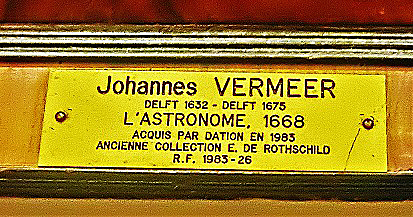 Johannes VERMEER
DELFT 1632 - DELFT 1675
L'ASTRONOME, 1668
ACQUIS PAR DATION EN 1983
ANCIENNE COLLECTION E. DE ROTHSCHILD
R.F. 1983-26